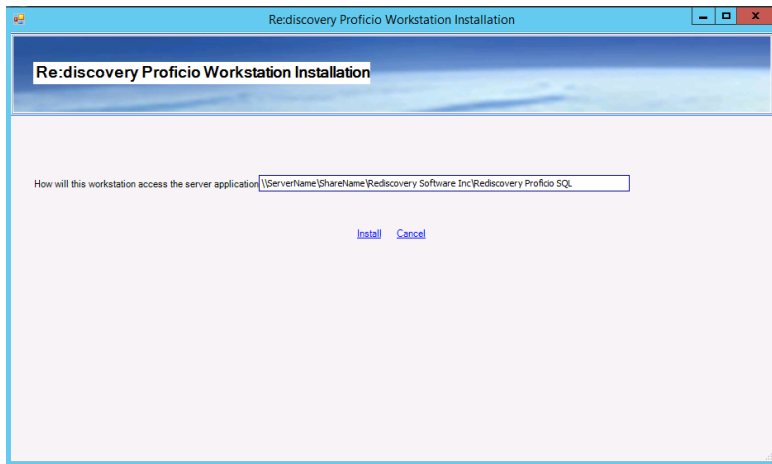 Re:discovery Proficio Workstation Installation
Re:discovery Proficio Workstation Installation
How will this workstation access the server application \\ServerName\ShareName\Rediscovery Software Inc\Rediscovery Proficio SQL
Install Cancel